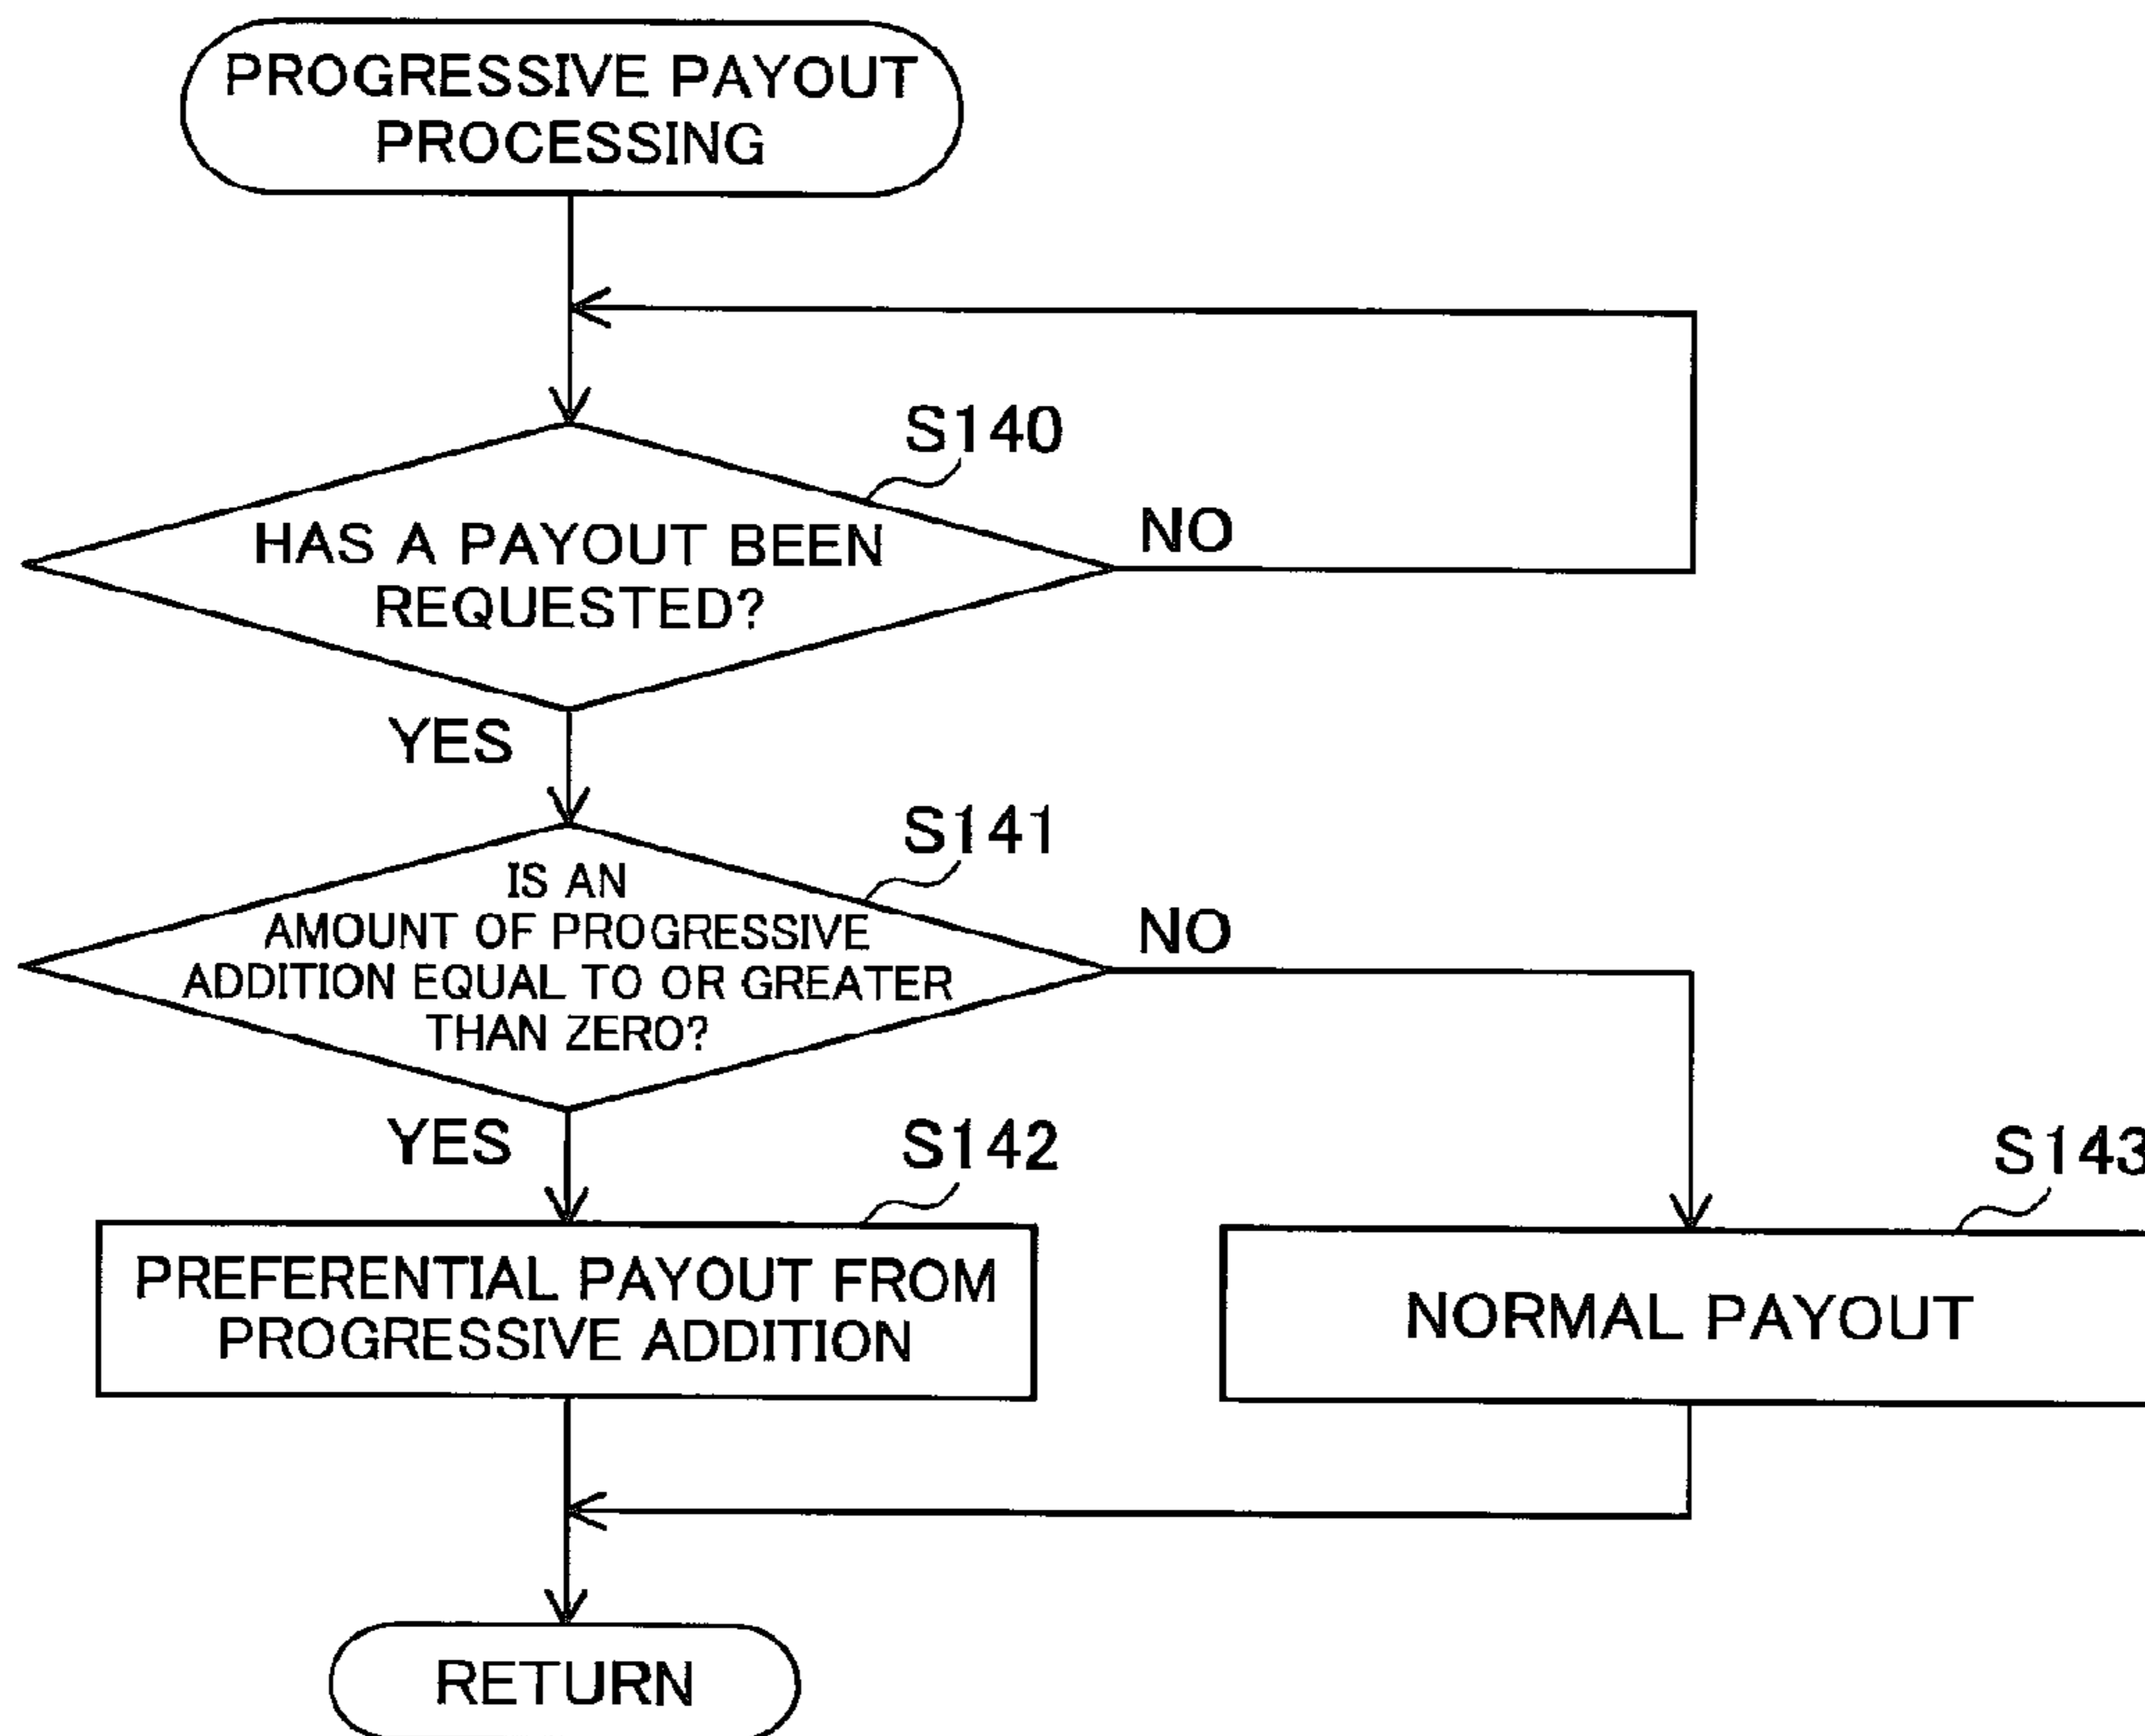 PROGRESSIVE PAYOUT
PROCESSING
S140
HAS A PAYOUT BEEN
REQUESTED?
NO
YES
S141
IS AN
AMOUNT OF PROGRESSIVE
ADDITION EQUAL TO OR GREATER
THAN ZERO?
NO
YES
S142
S143
PREFERENTIAL PAYOUT FROM
PROGRESSIVE ADDITION
NORMAL PAYOUT
RETURN